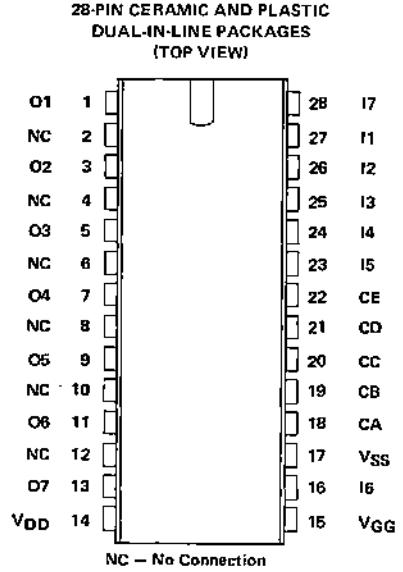 28-PIN CERAMIC AND PLASTIC
DUAL-IN-LINE PACKAGES
(TOP VIEW)
O1 1 28 I7
NC 2 27 I1
O2 3 26 I2
NC 4 25 I3
O3 5 24 I4
NC 6 23 I5
O4 7 22 CE
NC 8 21 CD
O5 9 20 CC
NC 10 19 CB
O6 11 18 CA
NC 12 17 VSS
O7 13 16 I6
VDD 14 15 VGG
NC – No Connection